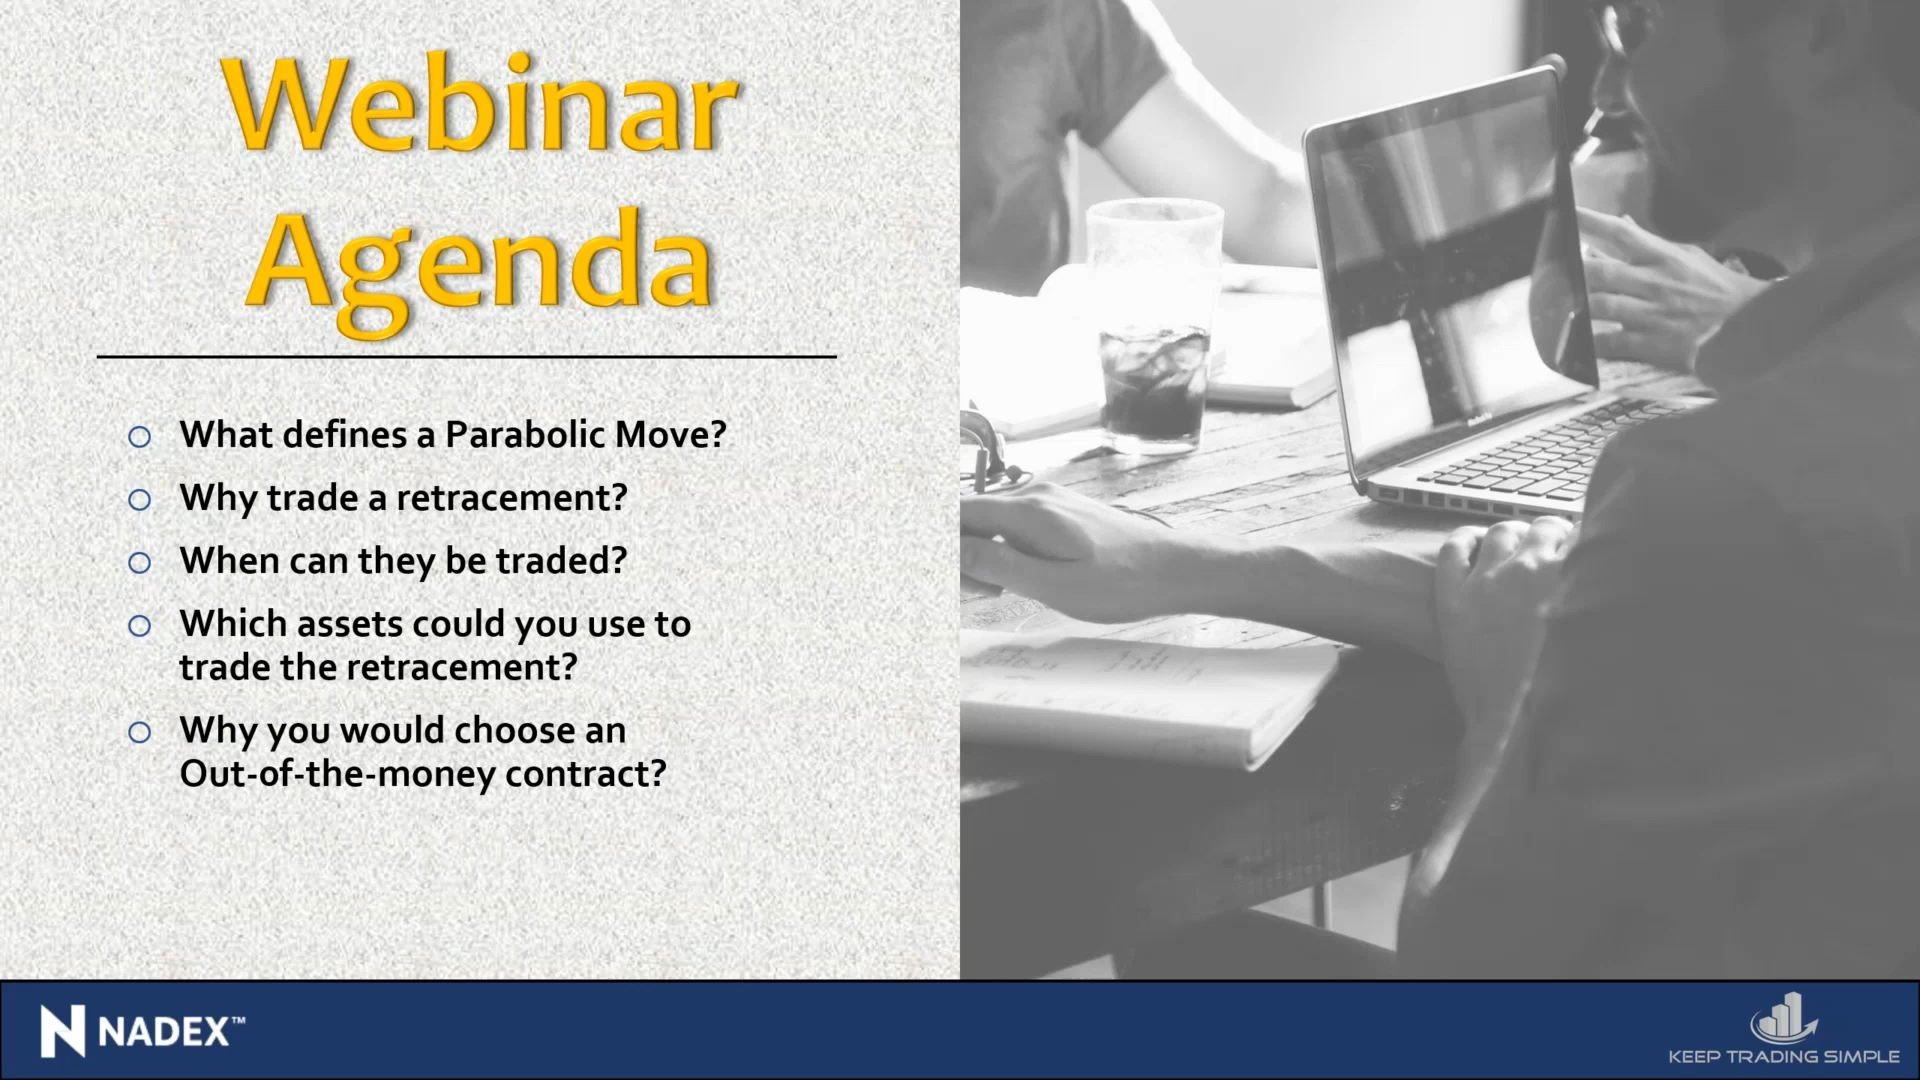 Webinar
Agenda
What defines a Parabolic Move?
Why trade a retracement?
When can they be traded?
Which assets could you use to
trade the retracement?
Why you would choose an
Out-of-the-money contract?
N NADEX™
KEEP TRADING SIMPLE